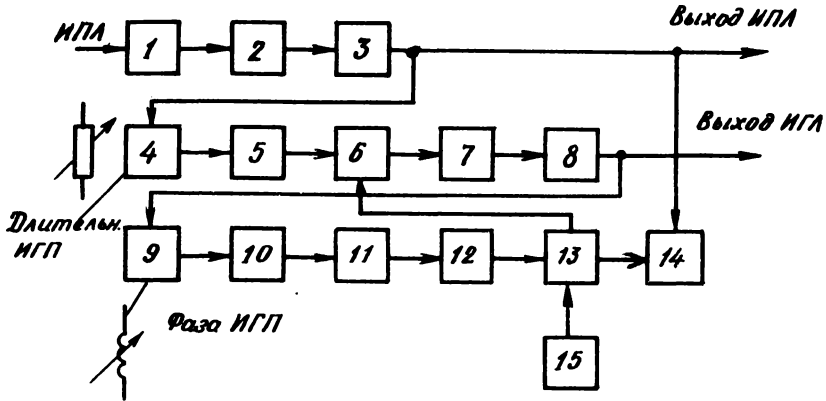 ИПЛ
1
2
3
Выход ИПЛ
4
5
6
7
8
Выход ИГЛ
Длительн.
ИГП
9
10
11
12
13
14
Фаза ИГП
15